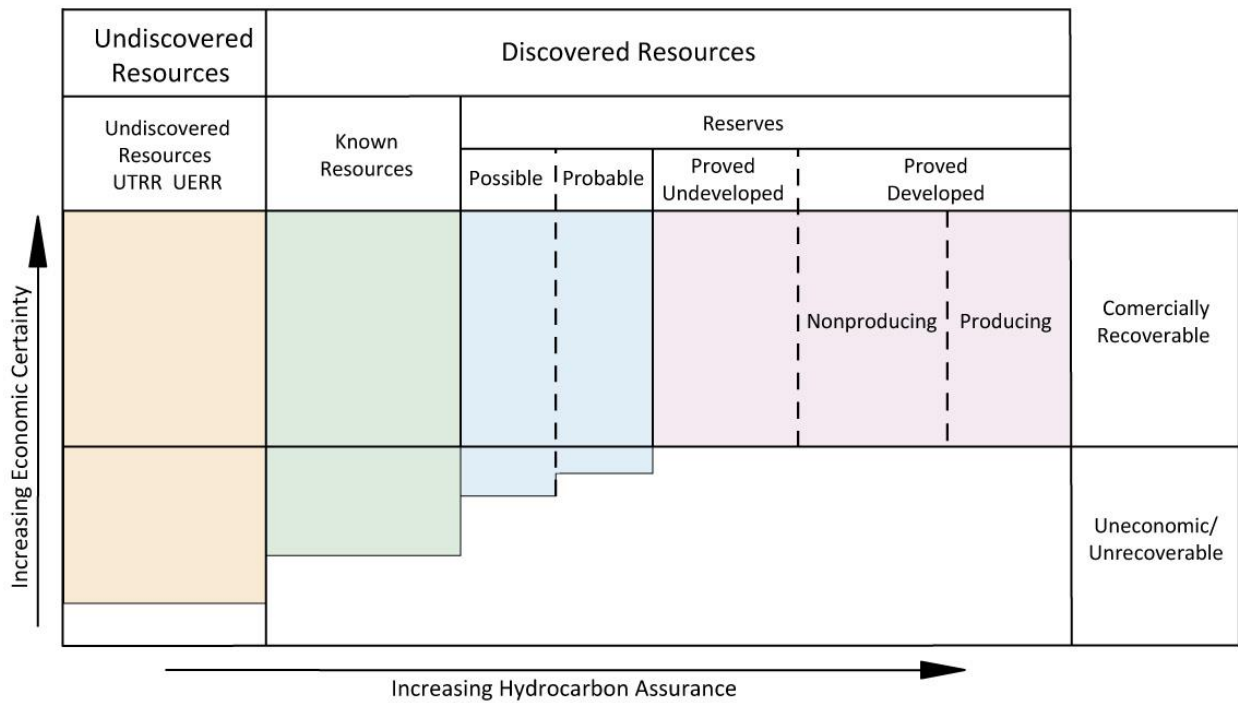 Undiscovered
Resources
Discovered Resources
Undiscovered
Resources
UTRR UERR
Known
Resources
Reserves
Possible
Probable
Proved
Undeveloped
Proved
Developed
Increasing Economic Certainty
Nonproducing
Producing
Comercially
Recoverable
Uneconomic/
Unrecoverable
Increasing Hydrocarbon Assurance